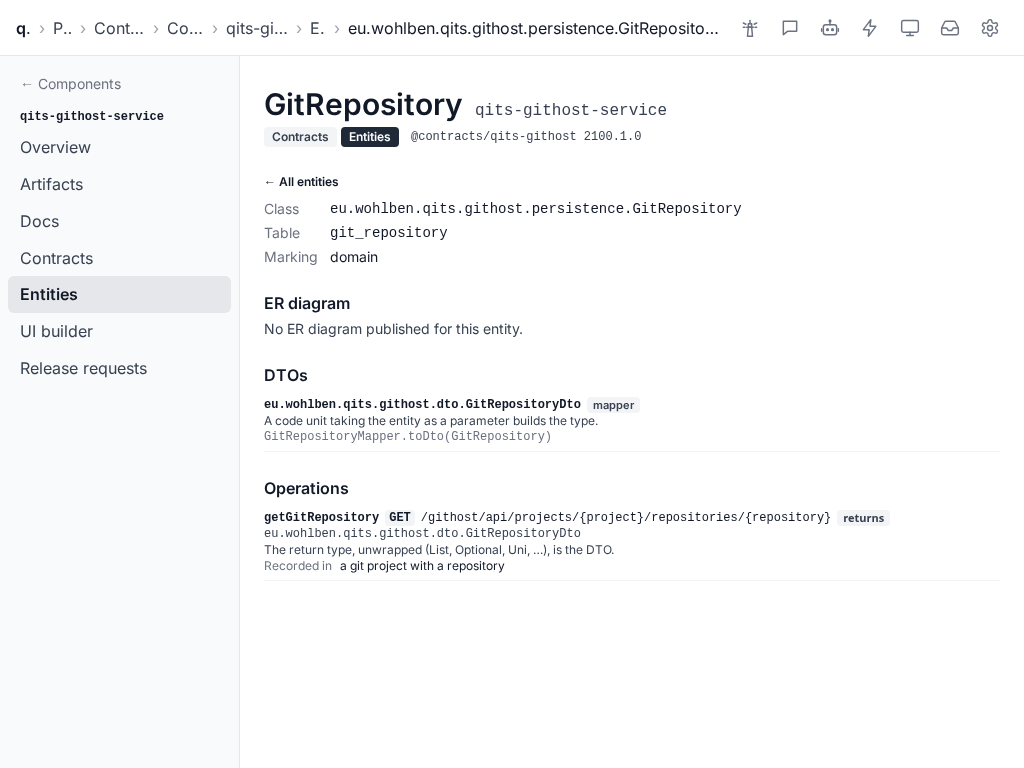 q. › P.. › Cont... › Co... › qits-gi... › E. › eu.wohlben.qits.githost.persistence.GitReposito...
← Components
qits-githost-service
Overview
Artifacts
Docs
Contracts
Entities
UI builder
Release requests
GitRepository qits-githost-service
Contracts Entities @contracts/qits-githost 2100.1.0
← All entities
Class eu.wohlben.qits.githost.persistence.GitRepository
Table git_repository
Marking domain
ER diagram
No ER diagram published for this entity.
DTOs
eu.wohlben.qits.githost.dto.GitRepositoryDto mapper
A code unit taking the entity as a parameter builds the type.
GitRepositoryMapper.toDto(GitRepository)
Operations
getGitRepository GET /githost/api/projects/{project}/repositories/{repository} returns
eu.wohlben.qits.githost.dto.GitRepositoryDto
The return type, unwrapped (List, Optional, Uni, …), is the DTO.
Recorded in a git project with a repository